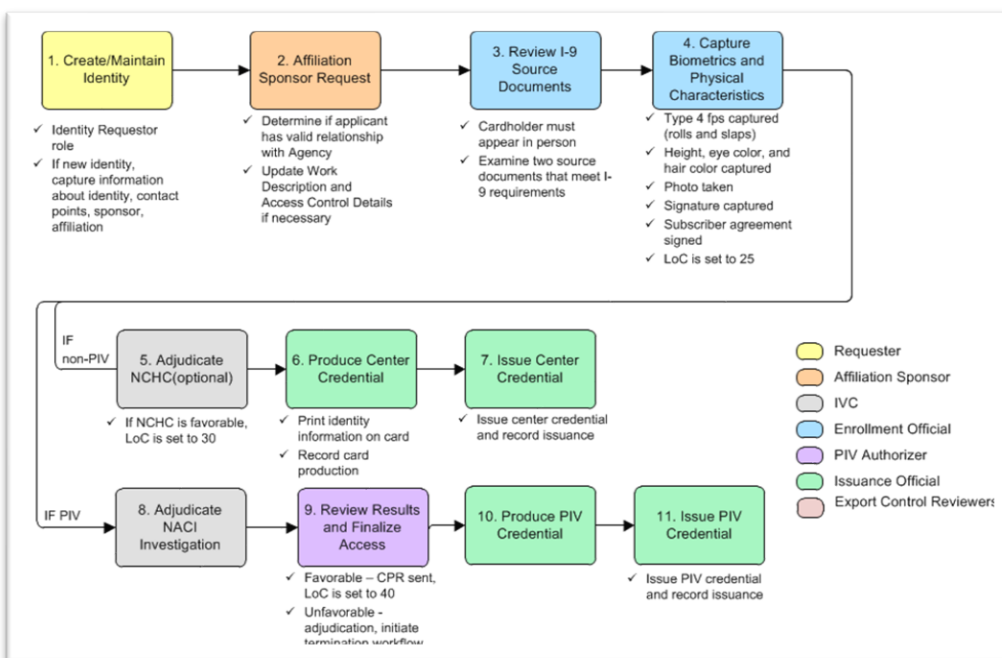 1. Create/Maintain
Identity
✓ Identity Requestor
role
✓ If new identity,
capture information
about identity, contact
points, sponsor,
affiliation
2. Affiliation
Sponsor Request
✓ Determine if applicant
has valid relationship
with Agency
✓ Update Work
Description and
Access Control Details
if necessary
3. Review I-9
Source
Documents
✓ Cardholder must
appear in person
✓ Examine two source
documents that meet I-
9 requirements
4. Capture
Biometrics and
Physical
Characteristics
✓ Type 4 fps captured
(rolls and slaps)
✓ Height, eye color, and
hair color captured
✓ Photo taken
✓ Signature captured
✓ Subscriber agreement
signed
✓ LoC is set to 25
IF
non-PIV
5. Adjudicate
NCHC(optional)
✓ If NCHC is favorable,
LoC is set to 30
6. Produce Center
Credential
✓ Print identity
information on card
✓ Record card
production
7. Issue Center
Credential
✓ Issue center credential
and record issuance
IF PIV
8. Adjudicate
NACI
Investigation
9. Review Results
and Finalize
Access
✓ Favorable – CPR sent,
LoC is set to 40
✓ Unfavorable -
adjudication, initiate
termination workflow
10. Produce PIV
Credential
11. Issue PIV
Credential
✓ Issue PIV credential
and record issuance
Requester
Affiliation Sponsor
IVC
Enrollment Official
PIV Authorizer
Issuance Official
Export Control Reviewers